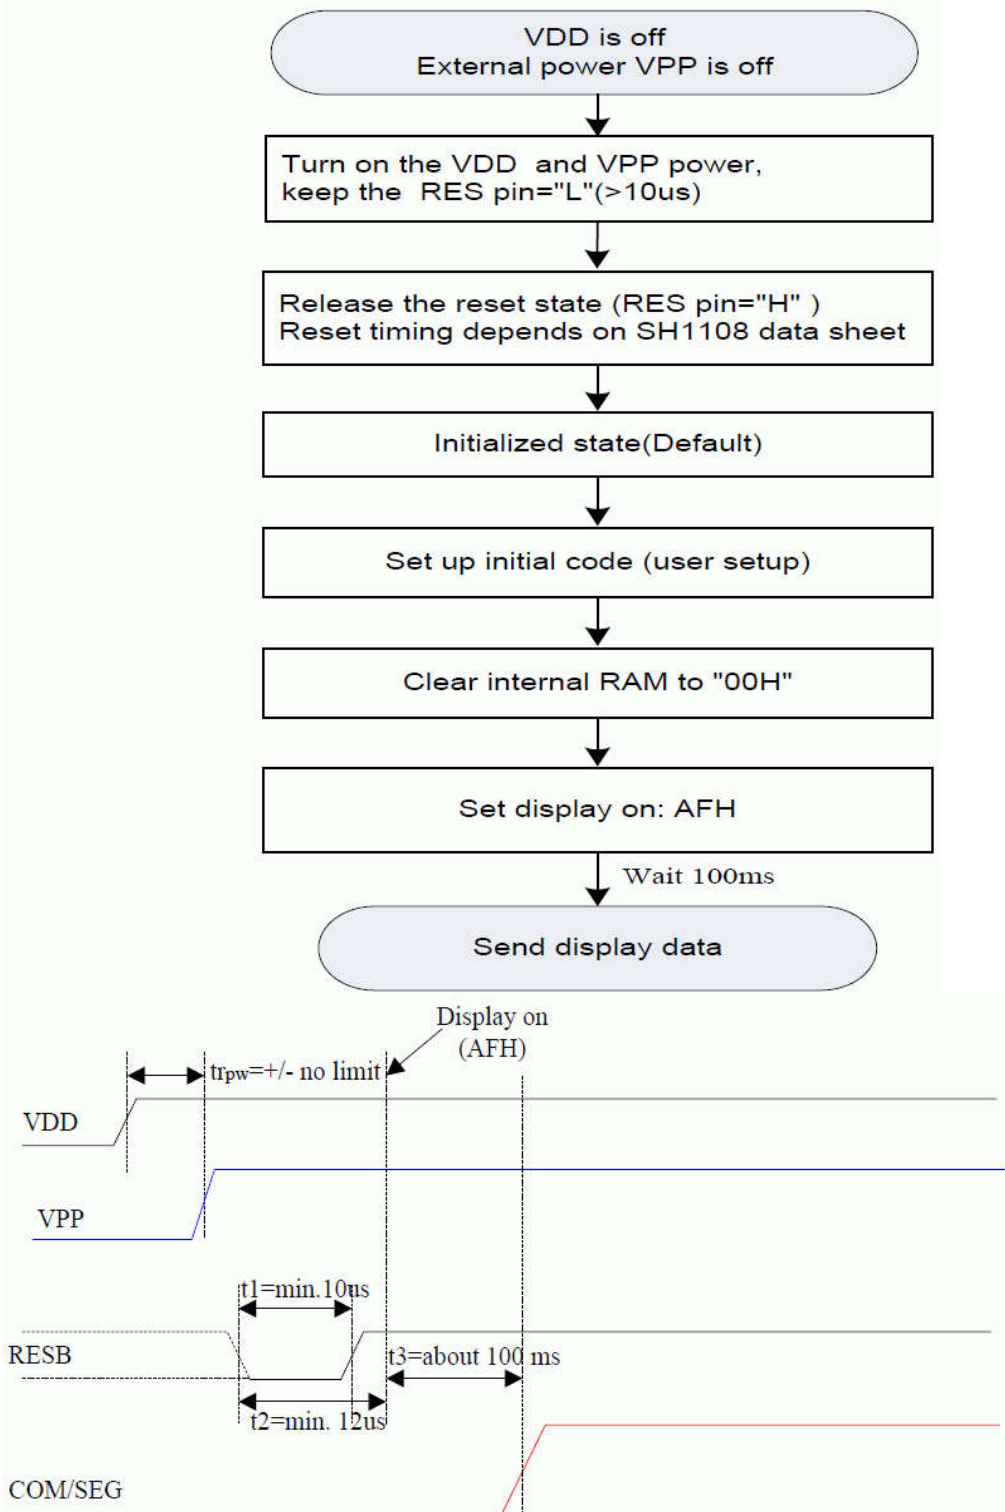 VDD is off
External power VPP is off
Turn on the VDD and VPP power,
keep the RES pin="L"(>10us)
Release the reset state (RES pin="H" )
Reset timing depends on SH1108 data sheet
Initialized state(Default)
Set up initial code (user setup)
Clear internal RAM to "00H"
Set display on: AFH
Wait 100ms
Send display data
Display on
(AFH)
trpw=+/- no limit
VDD
VPP
t1=min.10us
RESB
t3=about 100 ms
t2=min. 12us
COM/SEG